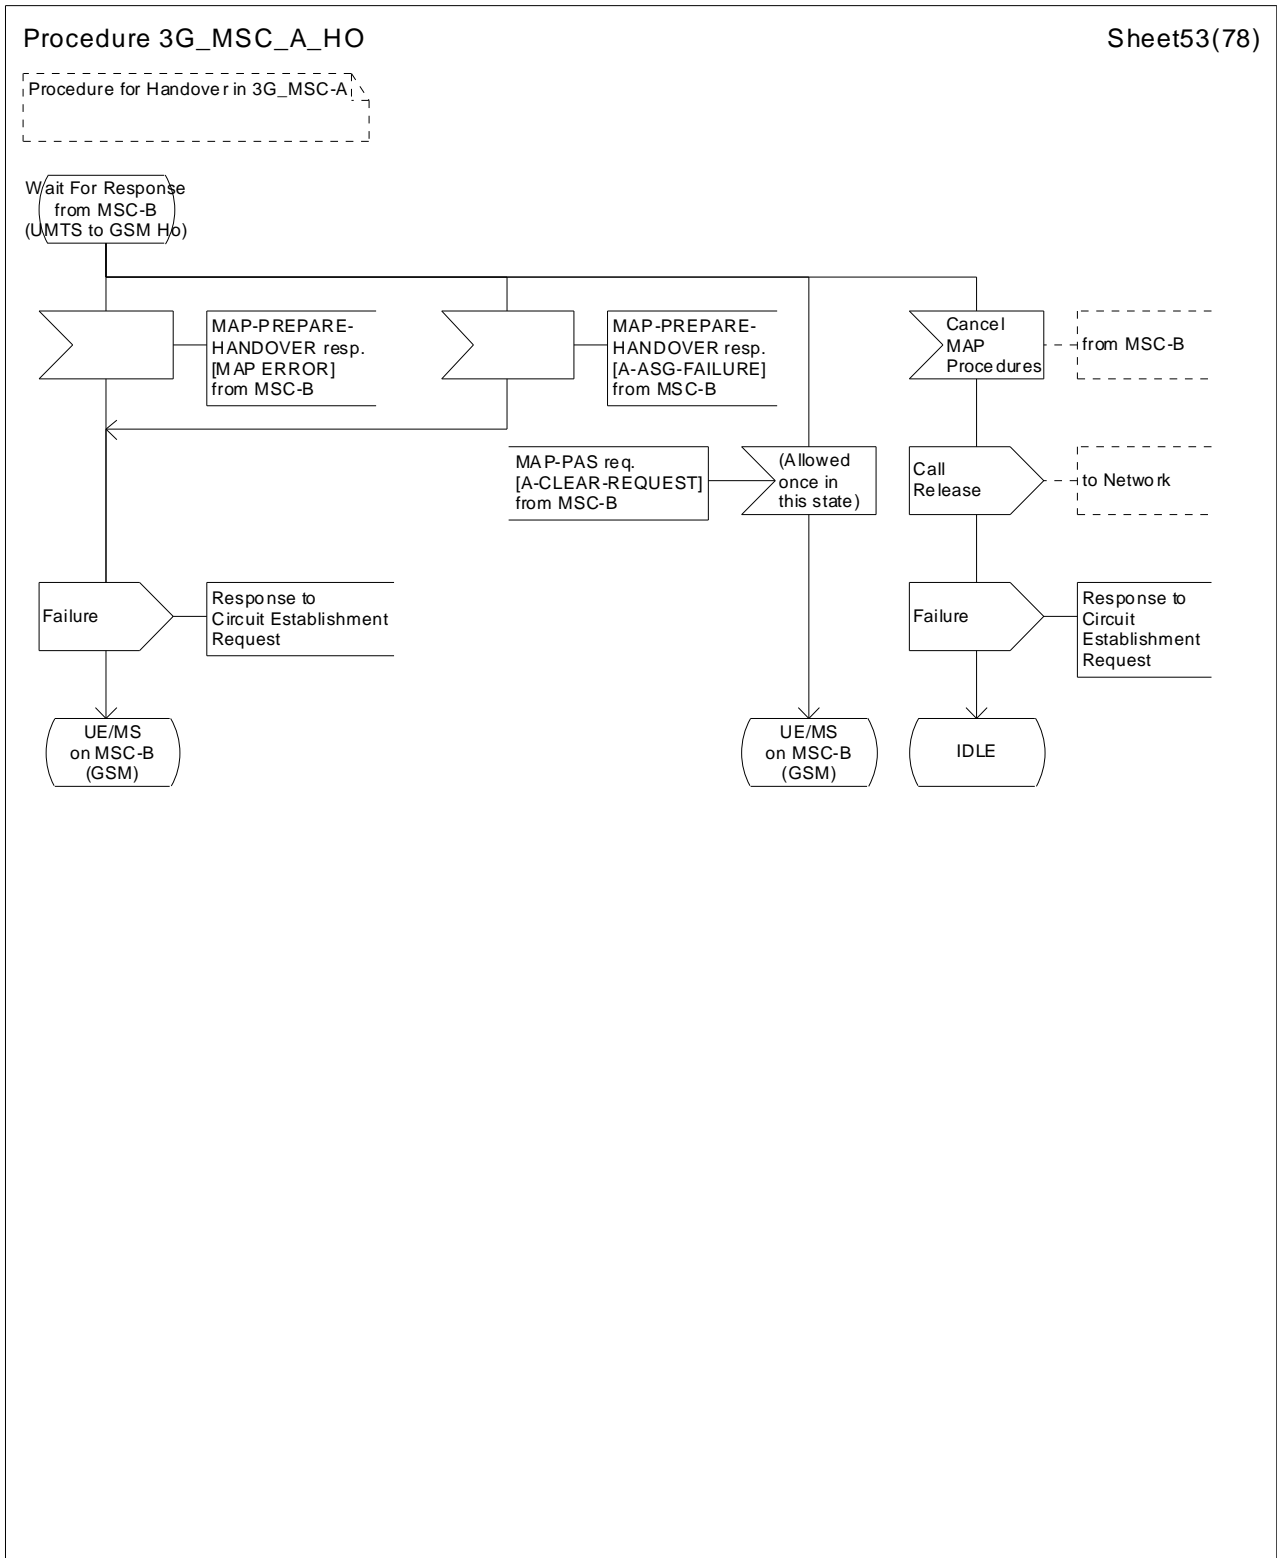 Procedure 3G_MSC_A_HO
Sheet53(78)
Procedure for Handover in 3G_MSC-A
Wait For Response
from MSC-B
(UMTS to GSM Ho)
MAP-PREPARE-
HANDOVER resp.
[MAP ERROR]
from MSC-B
MAP-PREPARE-
HANDOVER resp.
[A-ASG-FAILURE]
from MSC-B
Cancel
MAP
Procedures
from MSC-B
MAP-PAS req.
[A-CLEAR-REQUEST]
from MSC-B
(Allowed
once in
this state)
Call
Release
to Network
Failure
Response to
Circuit Establishment
Request
Failure
Response to
Circuit
Establishment
Request
UE/MS
on MSC-B
(GSM)
UE/MS
on MSC-B
(GSM)
IDLE